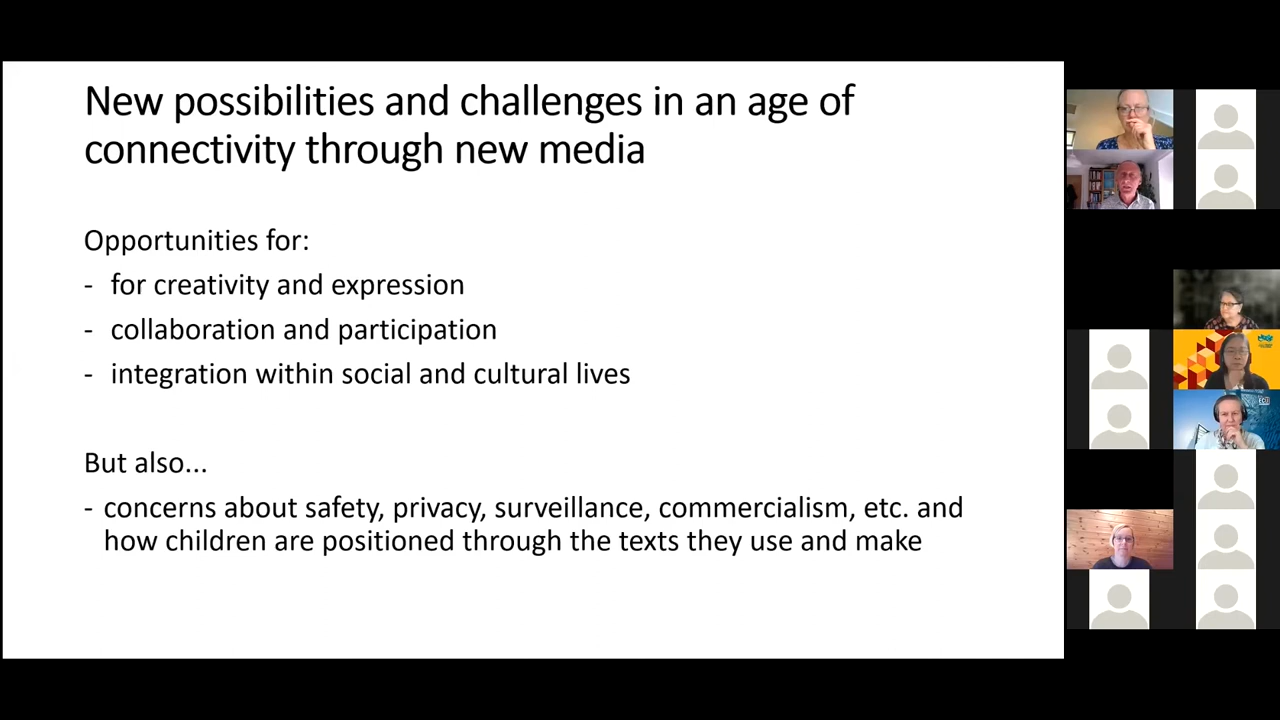 New possibilities and challenges in an age of
connectivity through new media
Opportunities for:
- for creativity and expression
- collaboration and participation
- integration within social and cultural lives
But also...
- concerns about safety, privacy, surveillance, commercialism, etc. and
how children are positioned through the texts they use and make